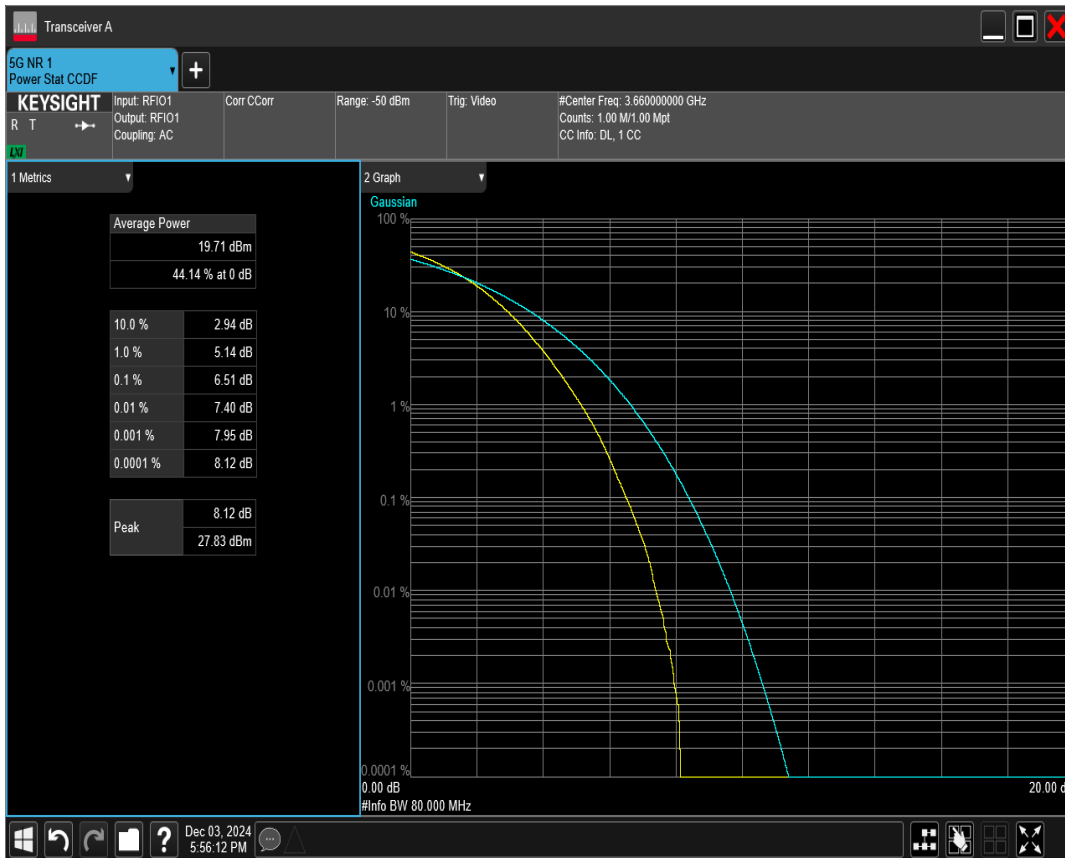 Transceiver A
5G NR 1
Power Stat CCDF
+
KEYSIGHT
R T
LXI
Input: RFIO1
Output: RFIO1
Coupling: AC
Corr CCorr
Range: -50 dBm
Trig: Video
#Center Freq: 3.660000000 GHz
Counts: 1.00 M/1.00 Mpt
CC Info: DL, 1 CC
1 Metrics
Average Power
19.71 dBm
44.14 % at 0 dB
10.0 % 2.94 dB
1.0 % 5.14 dB
0.1 % 6.51 dB
0.01 % 7.40 dB
0.001 % 7.95 dB
0.0001 % 8.12 dB
Peak
8.12 dB
27.83 dBm
2 Graph
Gaussian
100 %
10 %
1 %
0.1 %
0.01 %
0.001 %
0.0001 %
0.00 dB
20.00 d
#Info BW 80.000 MHz
?
Dec 03, 2024
5:56:12 PM